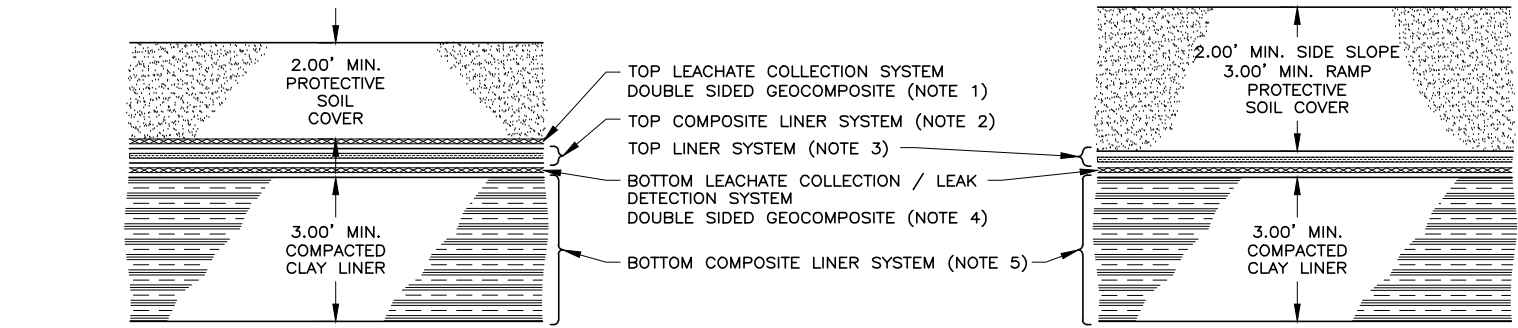 2.00' MIN.
PROTECTIVE
SOIL
COVER
3.00' MIN.
COMPACTED
CLAY LINER
TOP LEACHATE COLLECTION SYSTEM
DOUBLE SIDED GEOCOMPOSITE (NOTE 1)
TOP COMPOSITE LINER SYSTEM (NOTE 2)
TOP LINER SYSTEM (NOTE 3)
BOTTOM LEACHATE COLLECTION / LEAK
DETECTION SYSTEM
DOUBLE SIDED GEOCOMPOSITE (NOTE 4)
BOTTOM COMPOSITE LINER SYSTEM (NOTE 5)
2.00' MIN. SIDE SLOPE
3.00' MIN. RAMP
PROTECTIVE
SOIL COVER
3.00' MIN.
COMPACTED
CLAY LINER